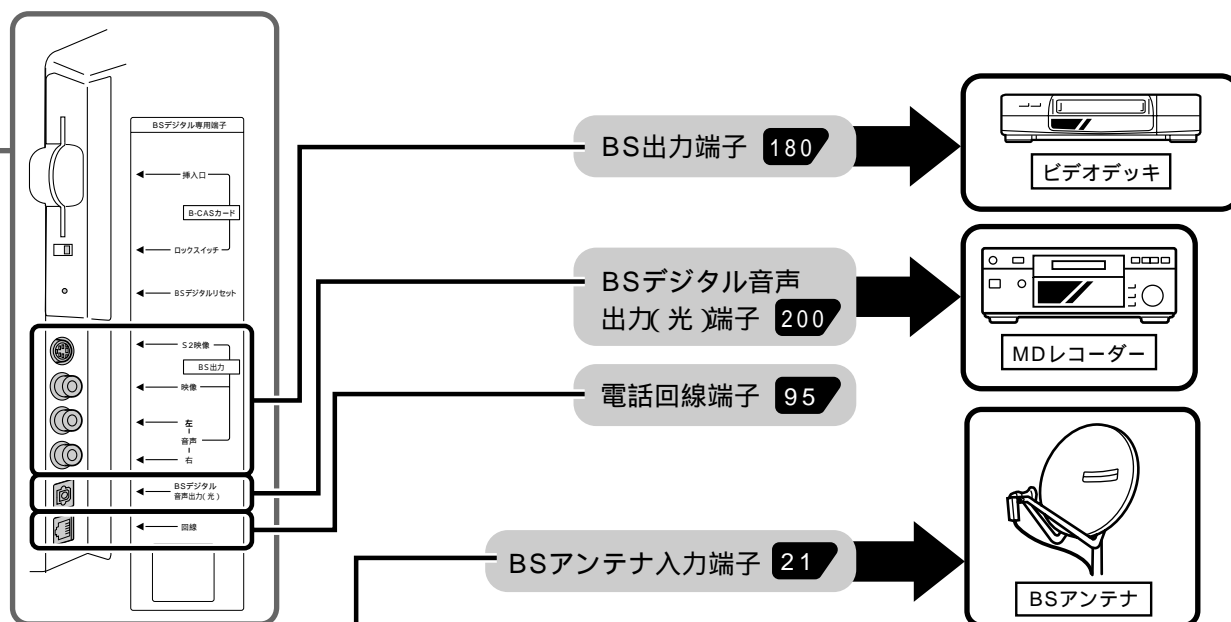 BSデジタル専用端子
挿入口
B-CASカード
ロックスイッチ
BSデジタルリセット
S2映像
BS出力
映像
左
音声
右
BSデジタル
音声出力(光)
回線
BS出力端子 180
ビデオデッキ
BSデジタル音声
出力(光)端子 200
MDレコーダー
電話回線端子 95
BSアンテナ入力端子 21
BSアンテナ